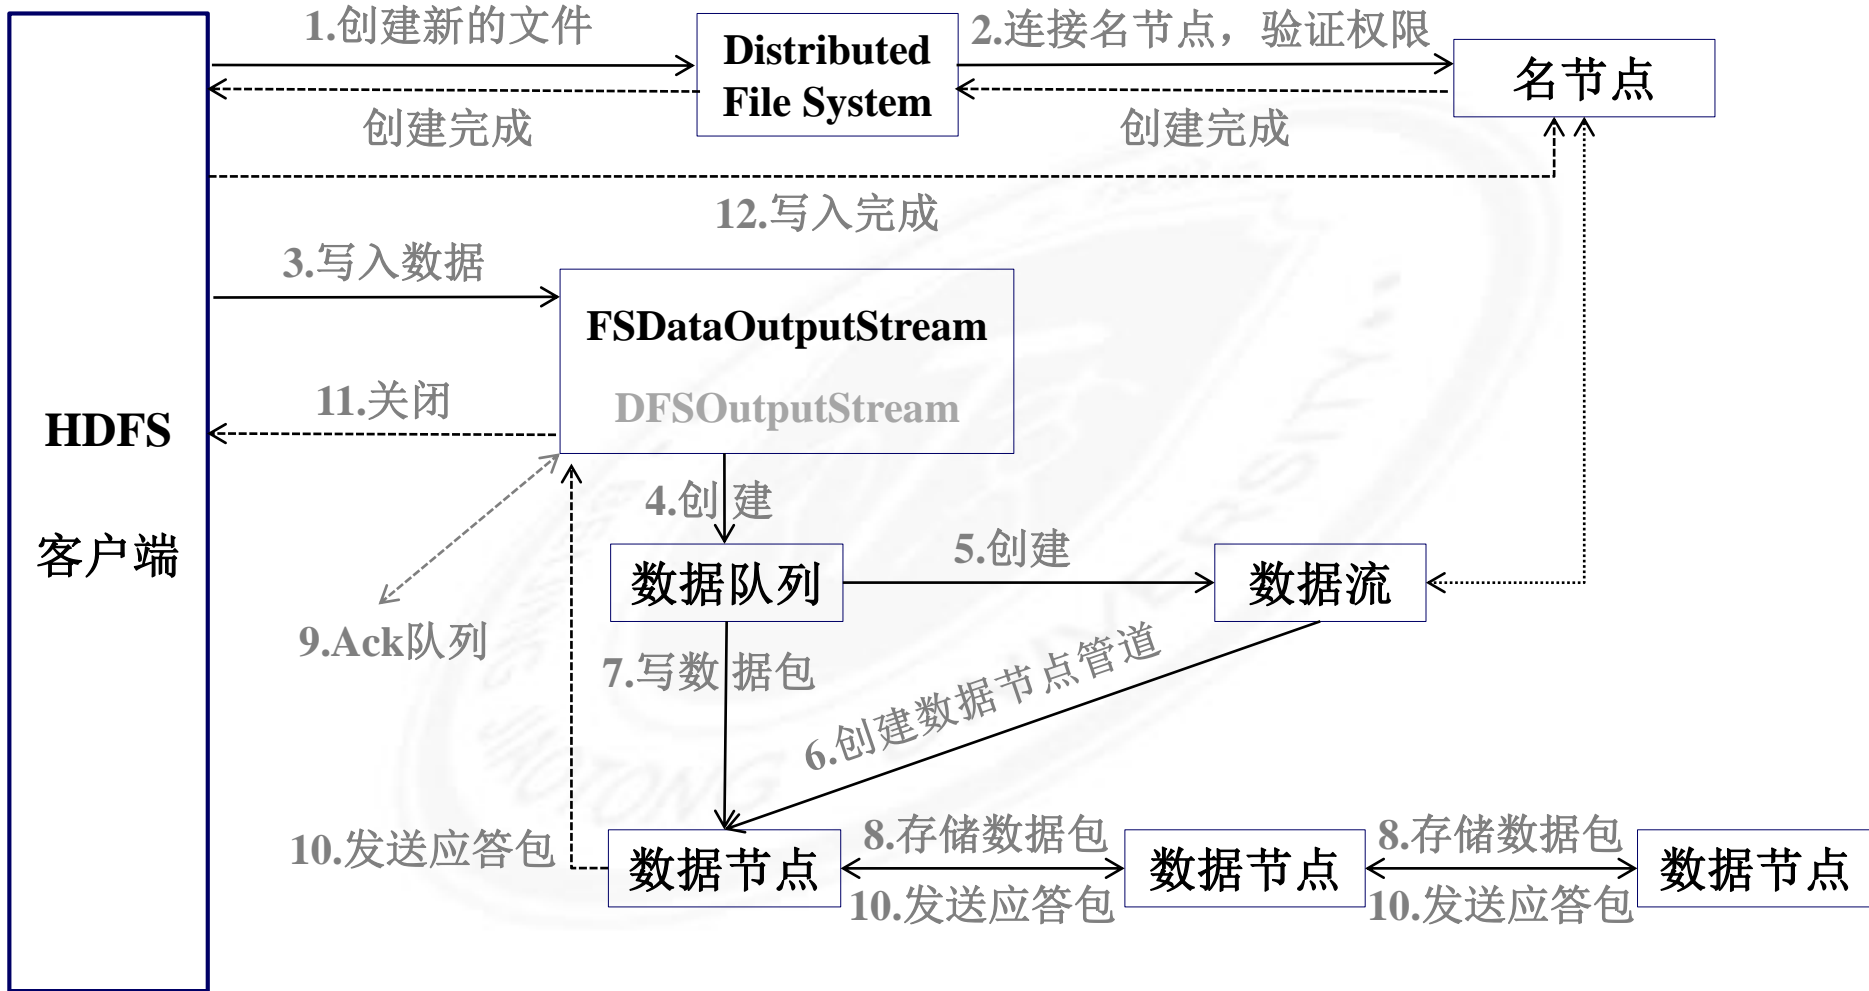 1.创建新的文件
Distributed
File System
2.连接名节点，验证权限
名节点
创建完成
创建完成
12.写入完成
3.写入数据
FSDataOutputStream
DFSOutputStream
11.关闭
HDFS
客户端
4.创 建
数据队列
5.创建
数据流
9.Ack队列
7.写数 据包
6.创建数据节点管道
10.发送应答包
数据节点
8.存储数据包
10.发送应答包
数据节点
8.存储数据包
10.发送应答包
数据节点